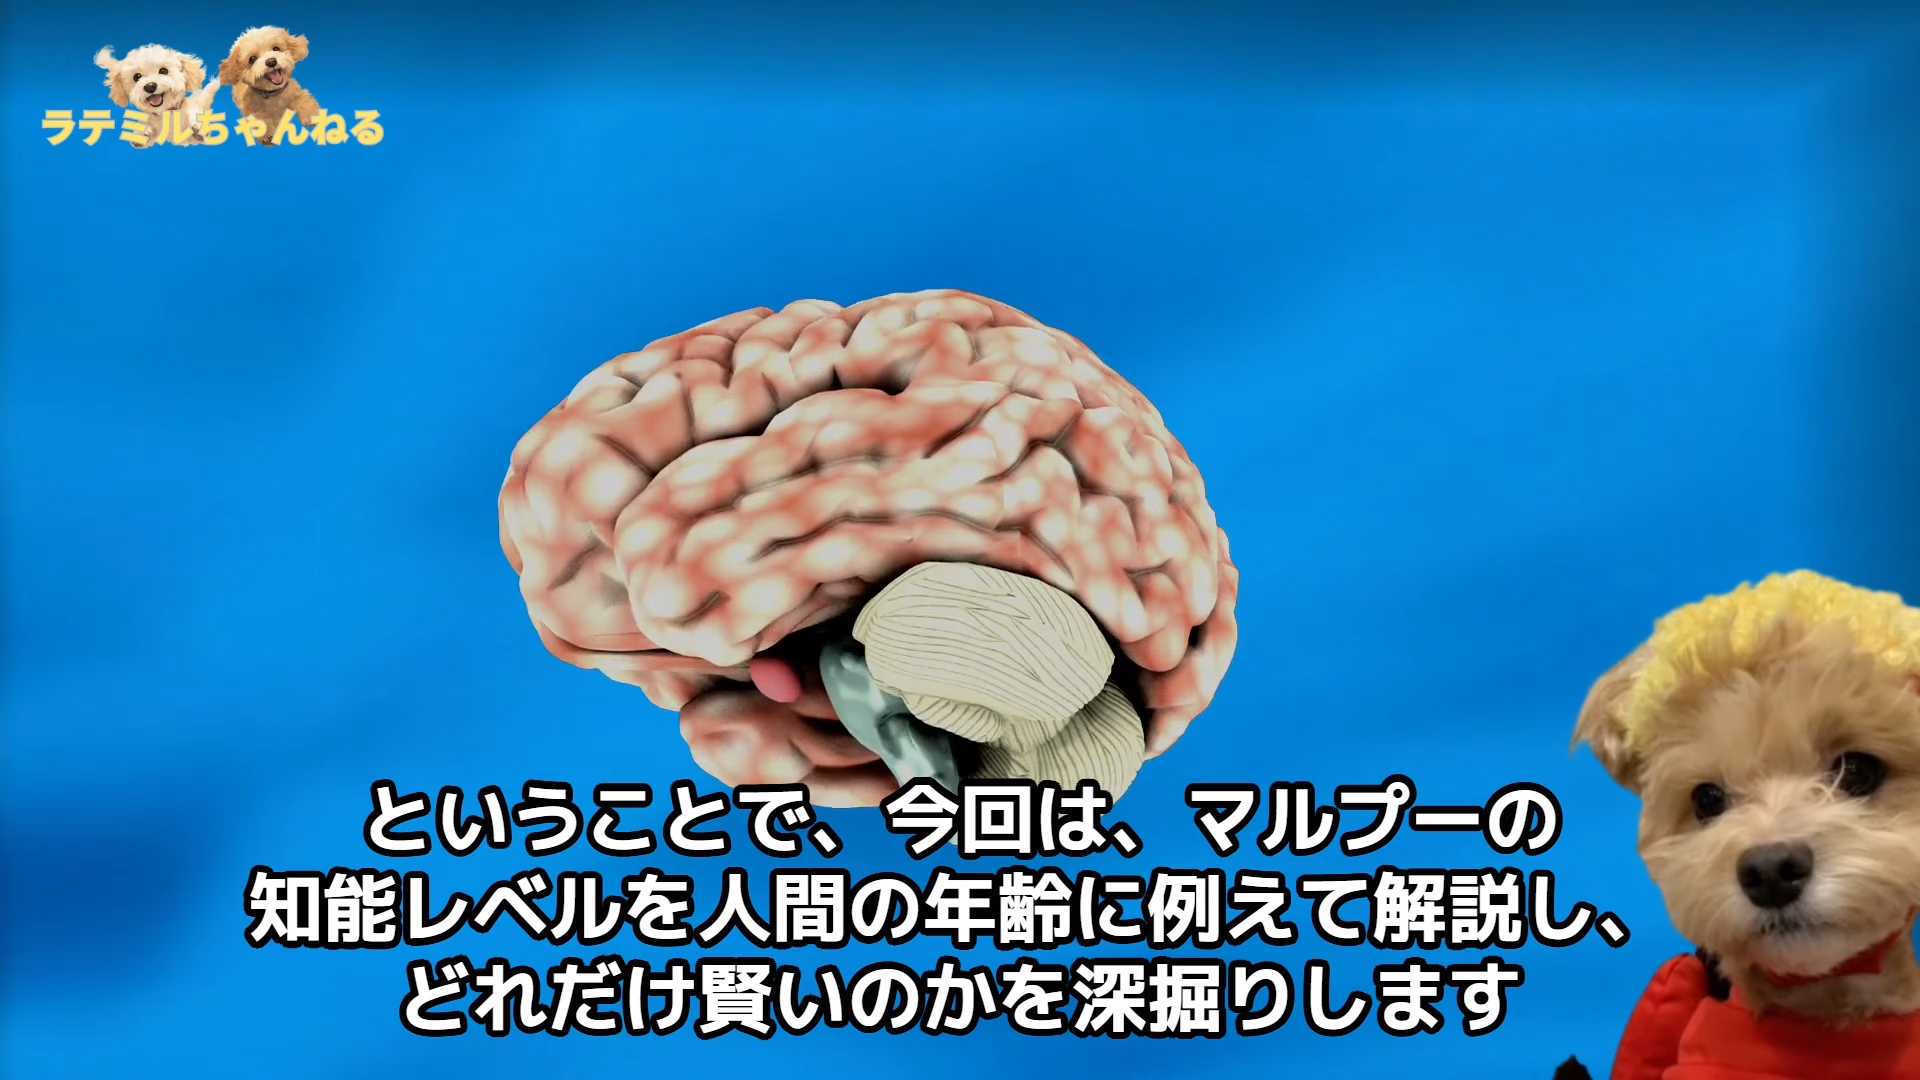 ラテミルちゃんねる
ということで、今回は、マルプーの
知能レベルを人間の年齢に例えて解説し、
どれだけ賢いのかを深掘りします